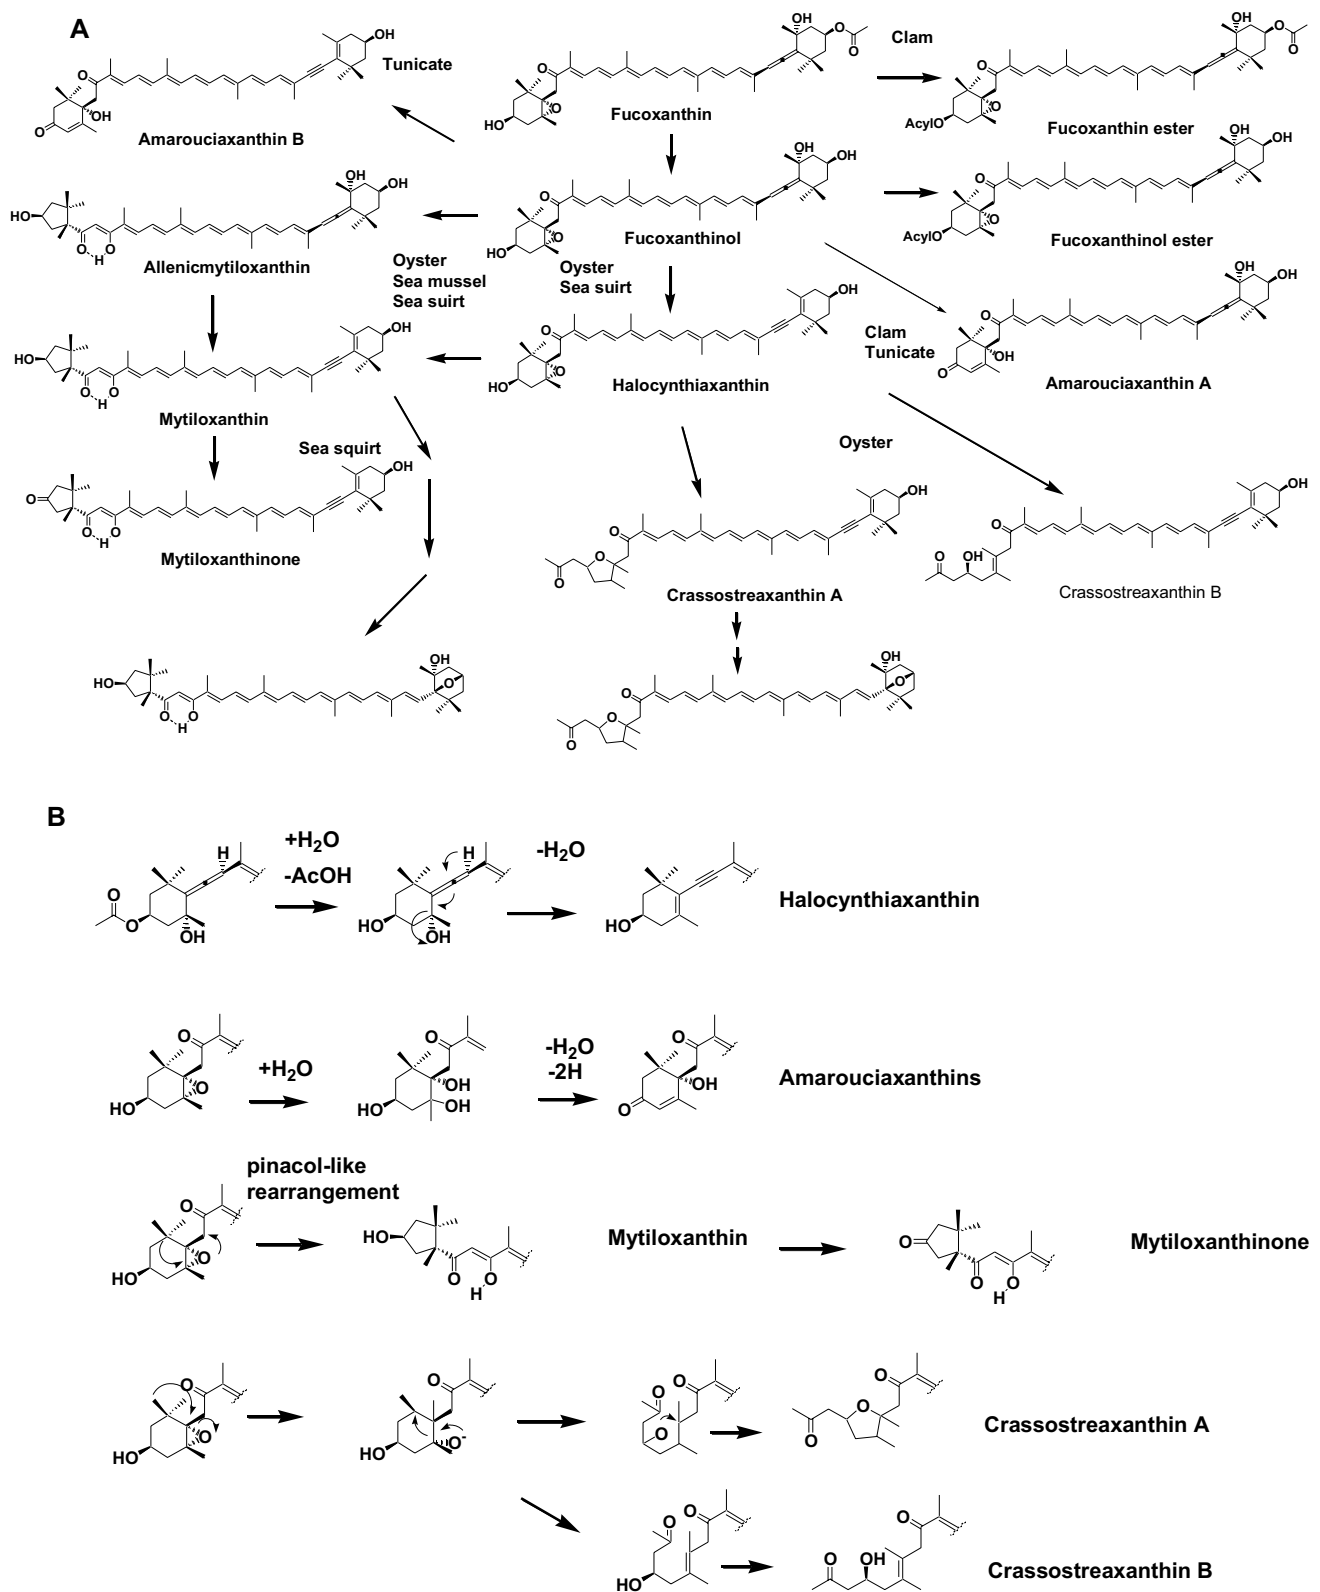 A
Tunicate
Amarouciaxanthin B
Fucoxanthin
Clam
Fucoxanthin ester
Allenicmytiloxanthin
Fucoxanthinol
Fucoxanthinol ester
Oyster
Sea mussel
Sea suirt
Oyster
Sea suirt
Mytiloxanthin
Halocynthiaxanthin
Clam
Tunicate
Amarouciaxanthin A
Sea squirt
Oyster
Mytiloxanthinone
Crassostreaxanthin A
Crassostreaxanthin B
B
+H2O
-AcOH
-H2O
Halocynthiaxanthin
+H2O
-H2O
-2H
Amarouciaxanthins
pinacol-like
rearrangement
Mytiloxanthin
Mytiloxanthinone
Crassostreaxanthin A
Crassostreaxanthin B